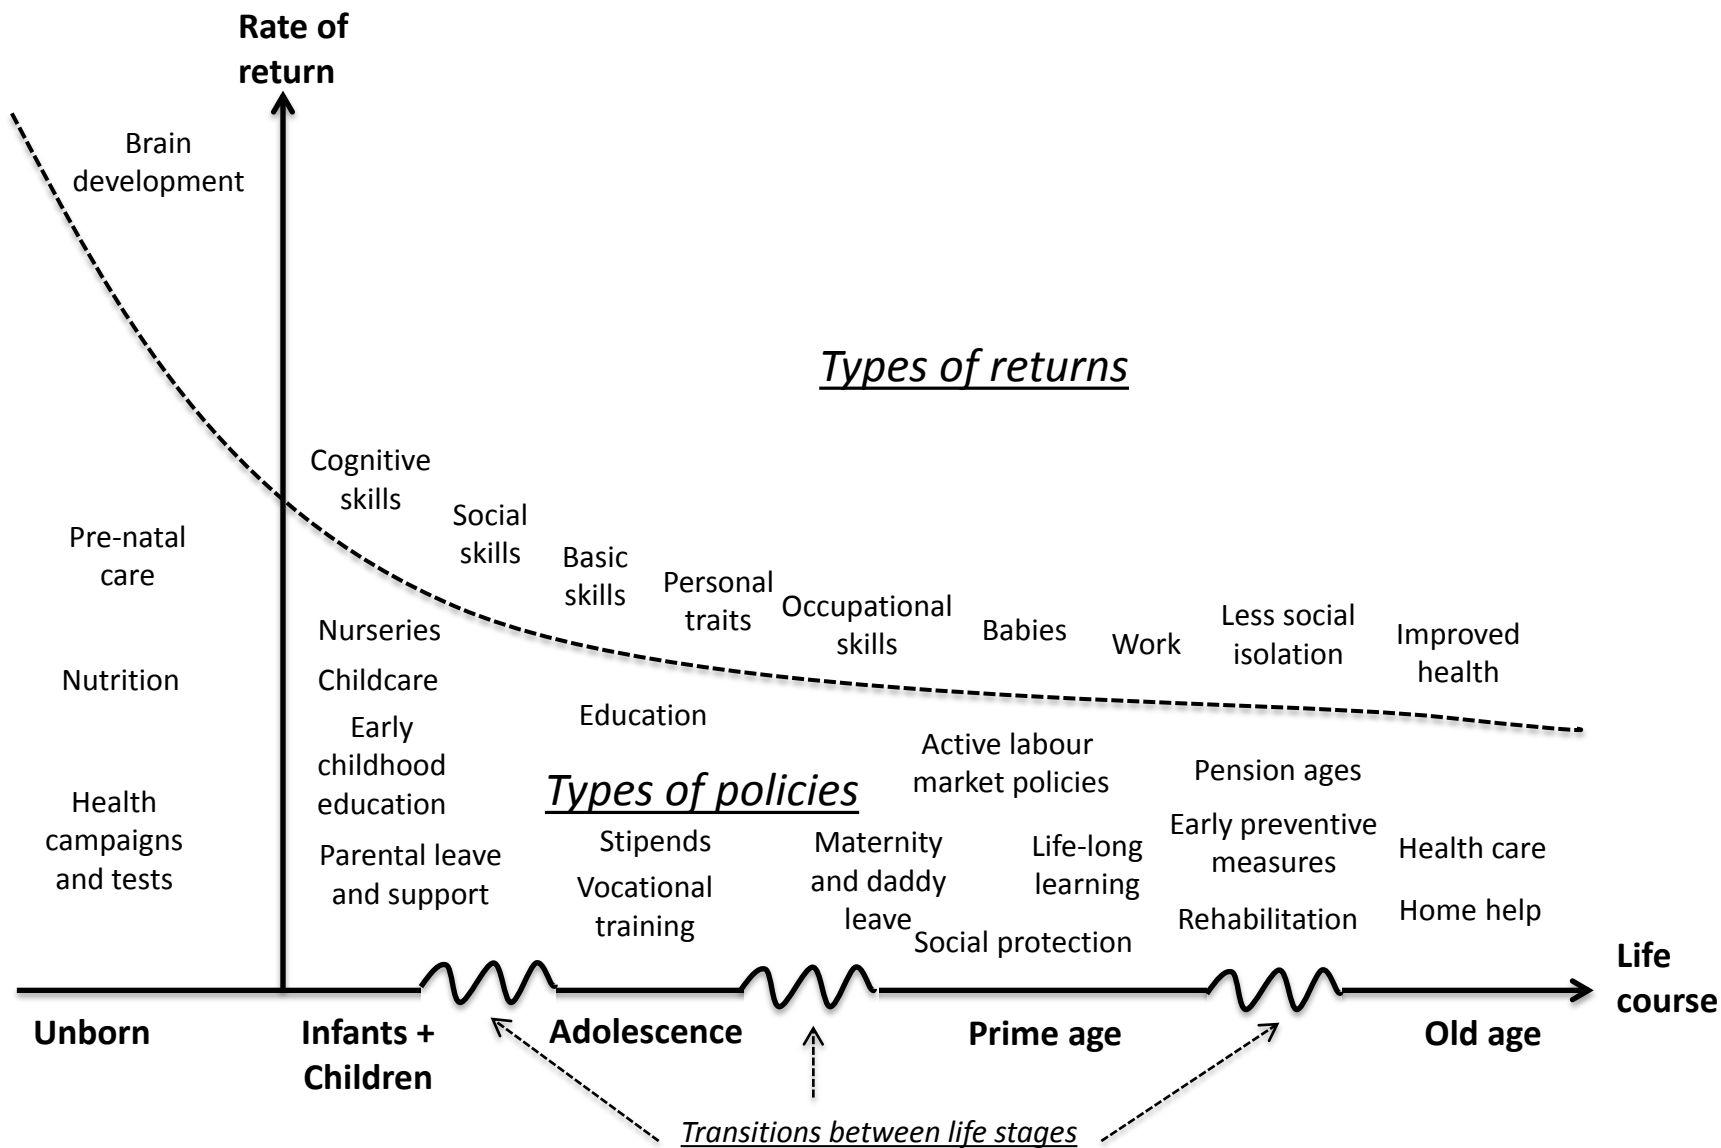 Rate of
return
Brain
development
Types of returns
Cognitive
skills
Social
skills
Basic
skills
Personal
traits
Occupational
skills
Babies
Work
Less social
isolation
Improved
health
Pre-natal
care
Nutrition
Health
campaigns
and tests
Nurseries
Childcare
Early
childhood
education
Parental leave
and support
Education
Types of policies
Stipends
Vocational
training
Maternity
and daddy
leave
Active labour
market policies
Life-long
learning
Social protection
Pension ages
Early preventive
measures
Rehabilitation
Health care
Home help
Life
course
Unborn
Infants +
Children
Adolescence
Prime age
Old age
Transitions between life stages